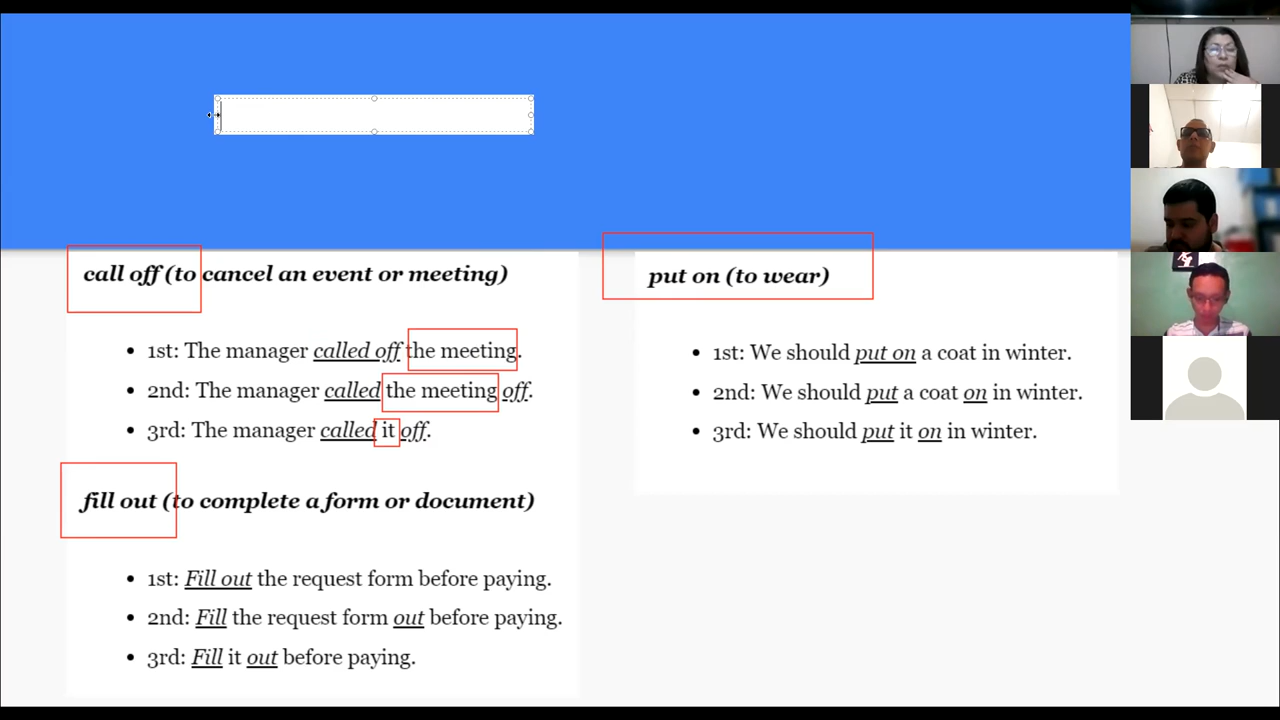 call off (to cancel an event or meeting)
• 1st: The manager called off the meeting.
• 2nd: The manager called the meeting off.
• 3rd: The manager called it off.
fill out (to complete a form or document)
• 1st: Fill out the request form before paying.
• 2nd: Fill the request form out before paying.
• 3rd: Fill it out before paying.
put on (to wear)
• 1st: We should put on a coat in winter.
• 2nd: We should put a coat on in winter.
• 3rd: We should put it on in winter.